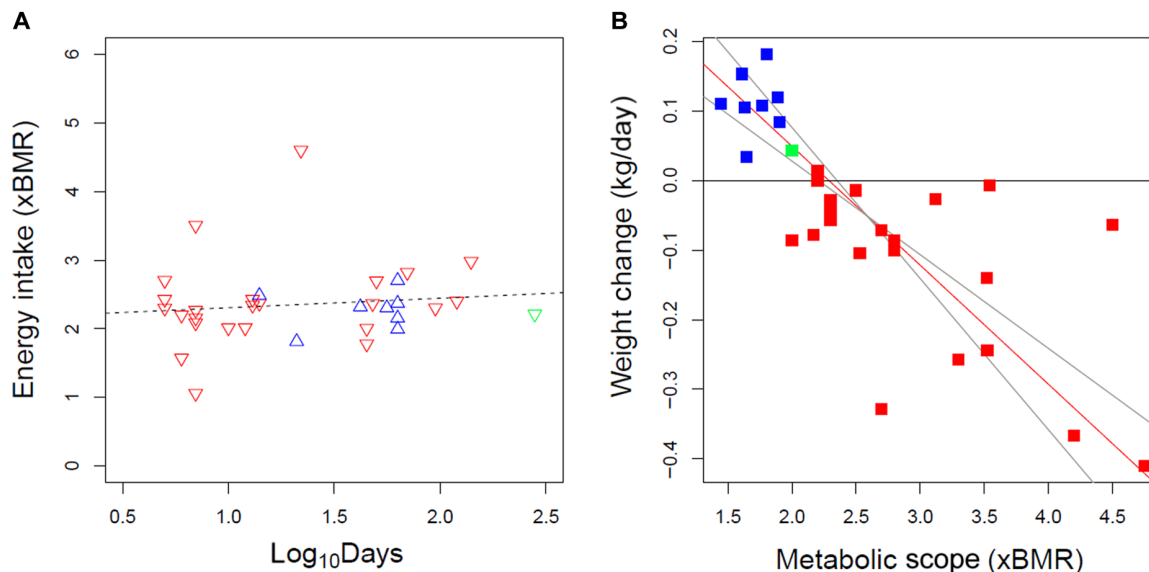 A
Energy intake (xBMR)
6
5
4
3
2
1
0
0.5 1.0 1.5 2.0 2.5
Log10Days
B
Weight change (kg/day)
0.2
0.1
0.0
−0.1
−0.2
−0.3
−0.4
1.5 2.0 2.5 3.0 3.5 4.0 4.5
Metabolic scope (xBMR)